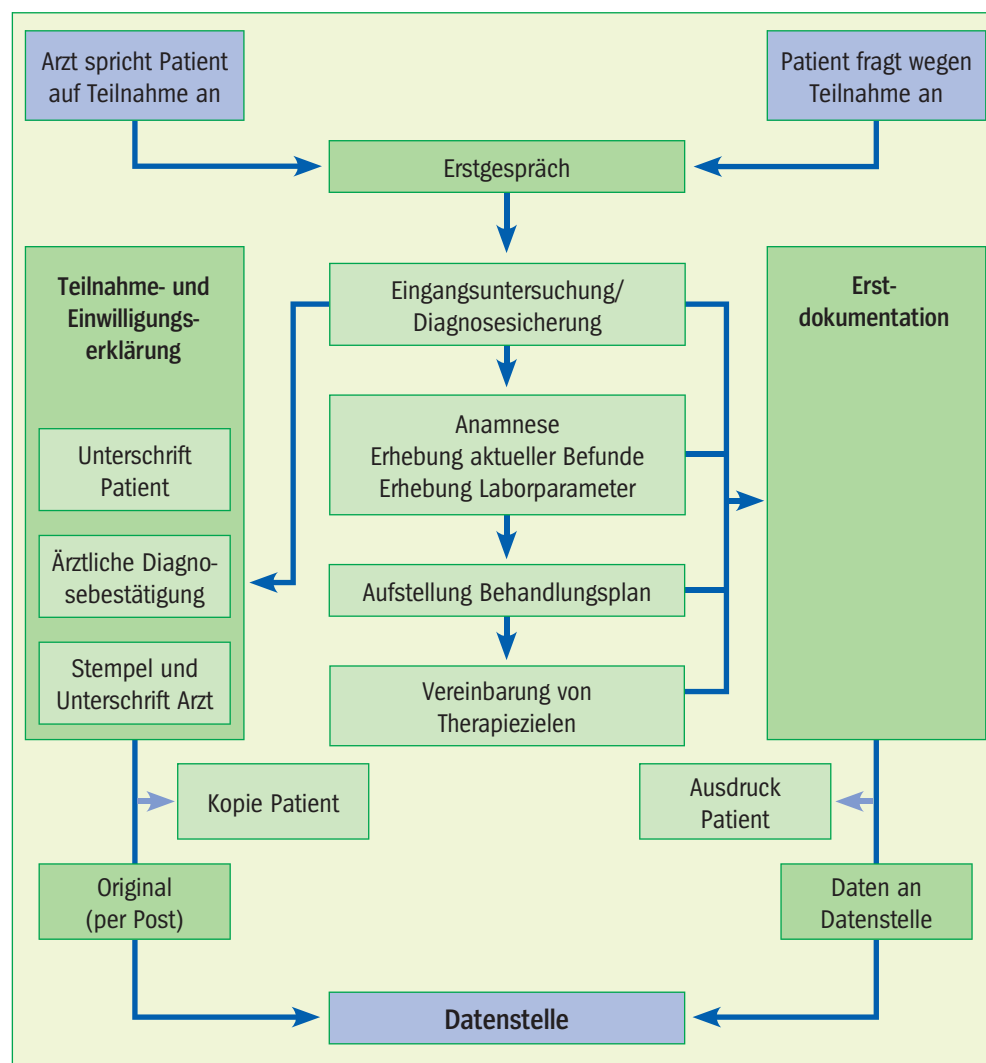 Arzt spricht Patient
auf Teilnahme an
Patient fragt wegen
Teilnahme an
Erstgespräch
Teilnahme- und
Einwilligungs-
erklärung
Unterschrift
Patient
Ärztliche Diagno-
sebestätigung
Stempel und
Unterschrift Arzt
Eingangsuntersuchung/
Diagnosesicherung
Anamnese
Erhebung aktueller Befunde
Erhebung Laborparameter
Aufstellung Behandlungsplan
Vereinbarung von
Therapiezielen
Erst-
dokumentation
Kopie Patient
Ausdruck
Patient
Original
(per Post)
Daten an
Datenstelle
Datenstelle